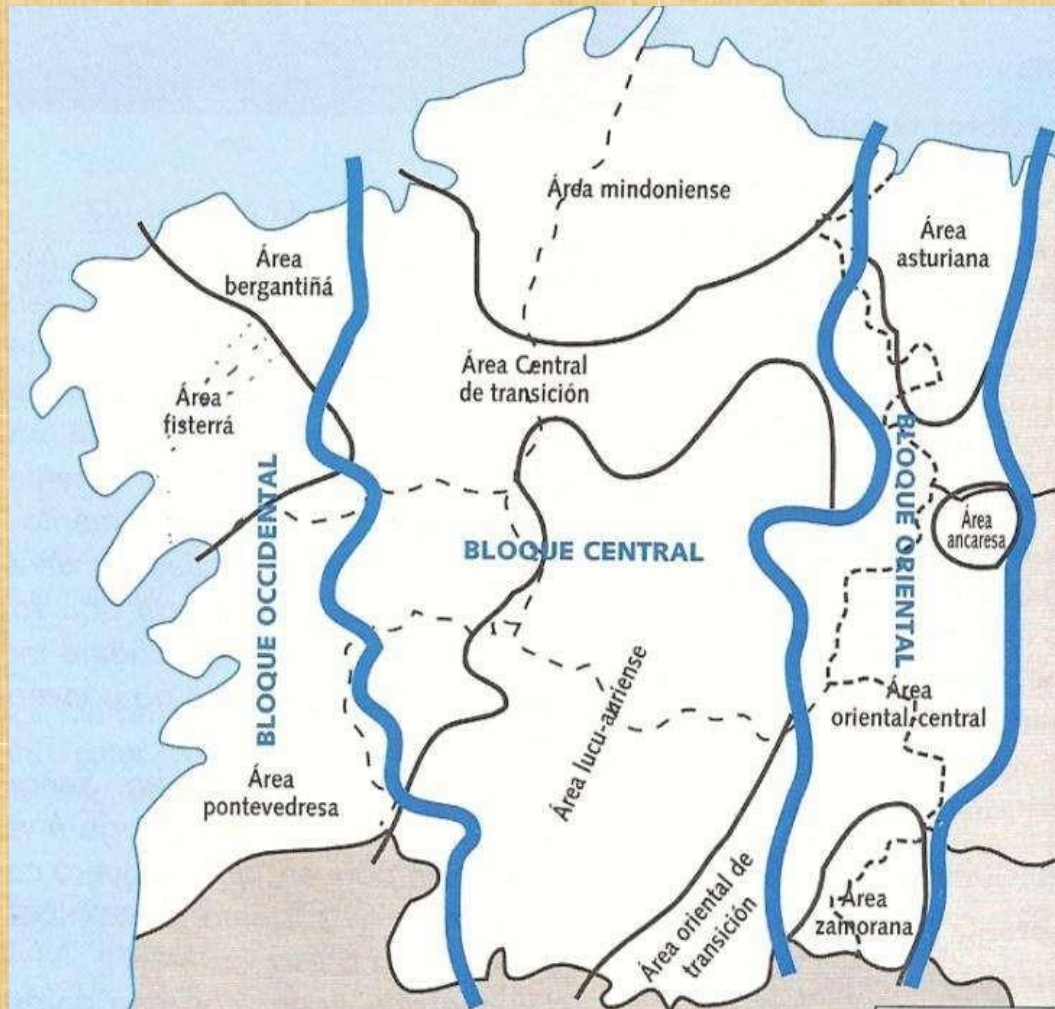 Área mindoniense
Área
asturiana
Área
bergantiñá
Área Central
de transición
Área
fisterrá
BLOQUE OCCIDENTAL
BLOQUE CENTRAL
BLOQUE ORIENTAL
Área
ancaresa
Área
oriental central
Área lucu-auriense
Área
pontevedresa
Área oriental de
transición
Área
zamorana